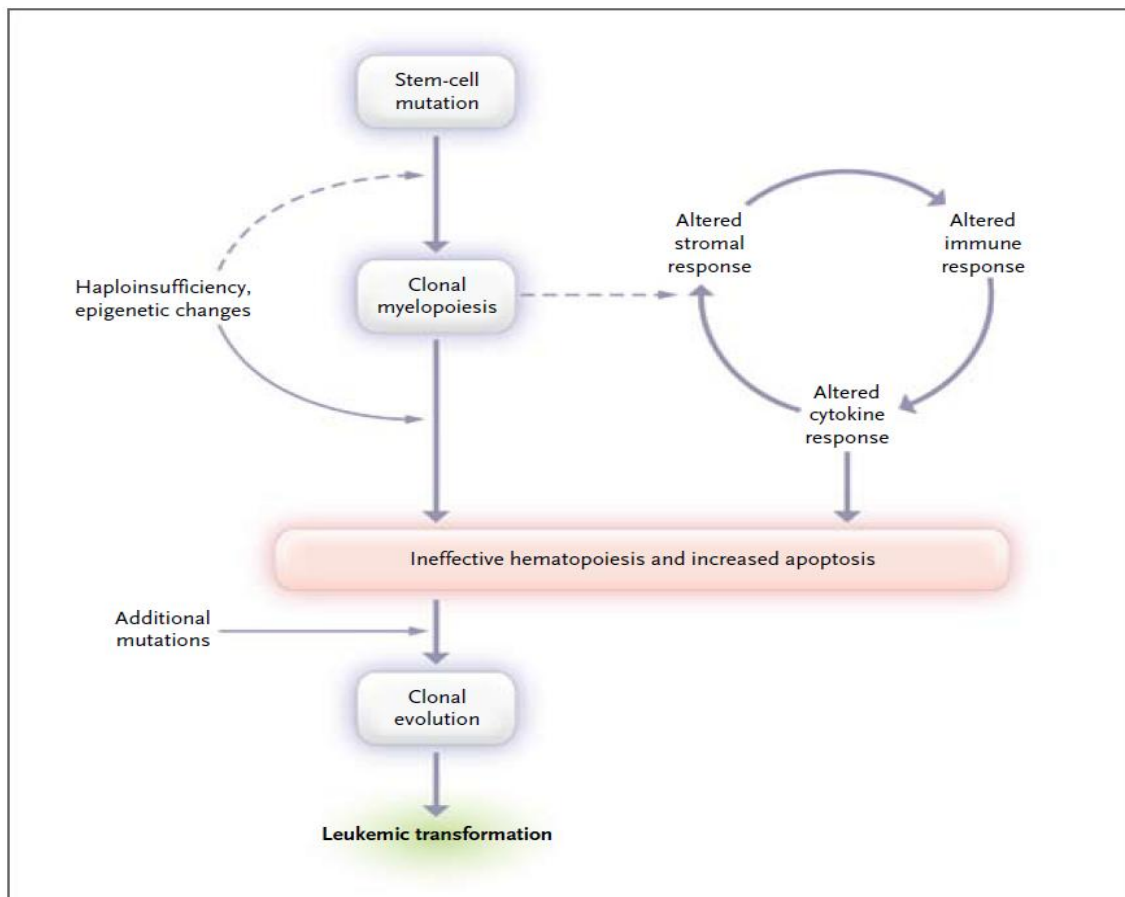 Stem-cell
mutation
Haploinsufficiency,
epigenetic changes
Clonal
myelopoiesis
Altered
stromal
response
Altered
immune
response
Altered
cytokine
response
Ineffective hematopoiesis and increased apoptosis
Additional
mutations
Clonal
evolution
Leukemic transformation